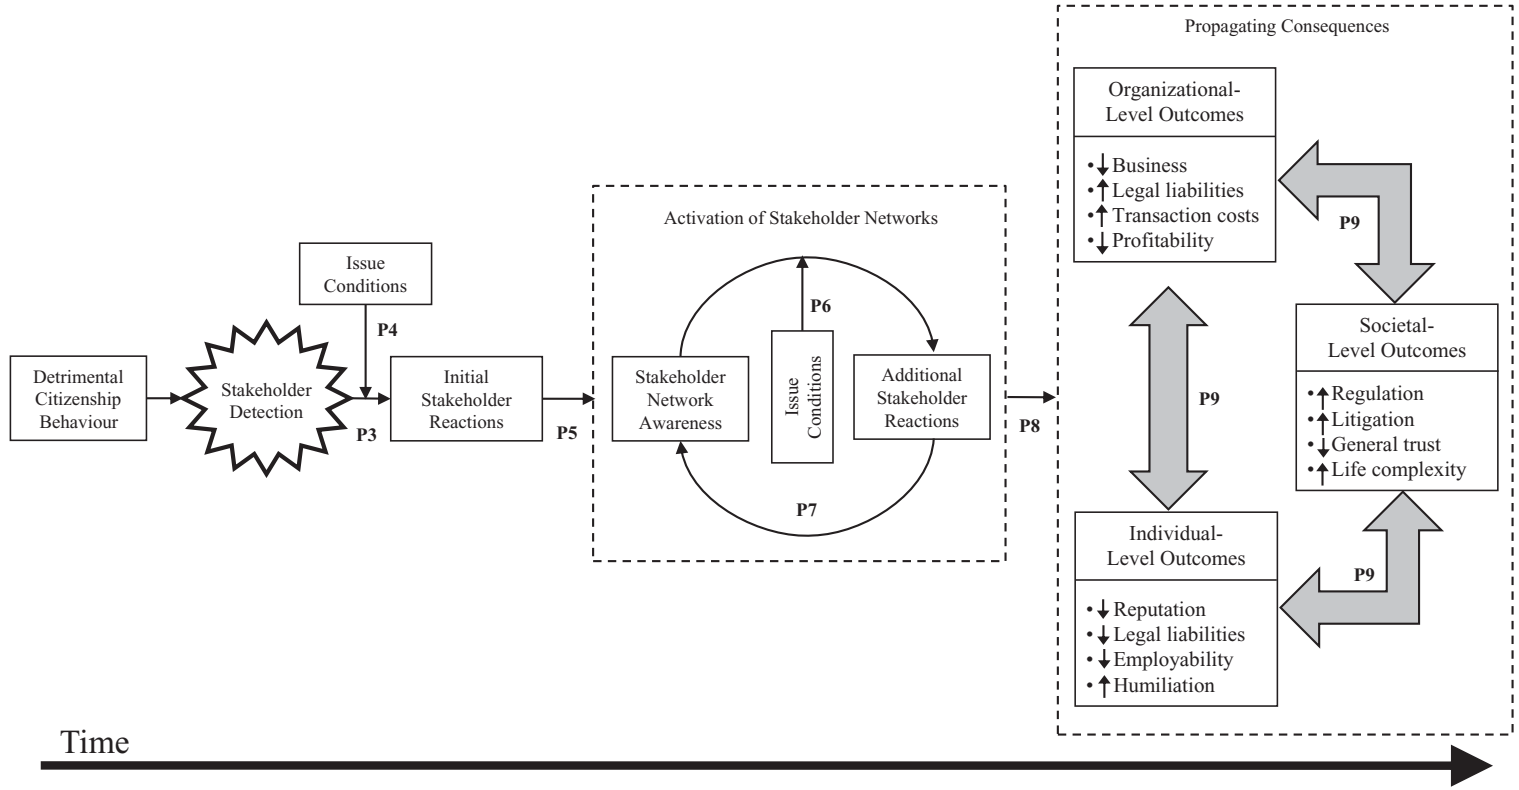 Propagating Consequences
Organizational-
Level Outcomes
•↓Business
•↑Legal liabilities
•↑Transaction costs
•↓Profitability
P9
Activation of Stakeholder Networks
Issue
Conditions
P4
P6
Detrimental
Citizenship
Behaviour
Stakeholder
Detection
P3
Initial
Stakeholder
Reactions
P5
Stakeholder
Network
Awareness
Issue
Conditions
Additional
Stakeholder
Reactions
P7
P8
P9
Societal-
Level Outcomes
•↑Regulation
•↑Litigation
•↓General trust
•↑Life complexity
Individual-
Level Outcomes
•↓Reputation
•↓Legal liabilities
•↓Employability
•↑Humiliation
P9
Time